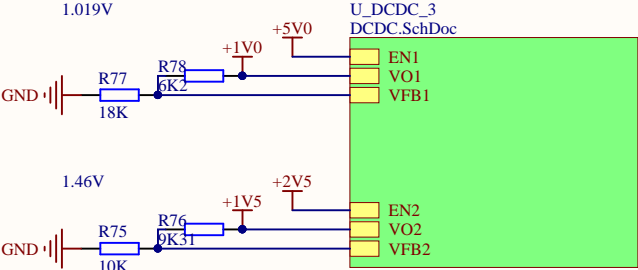 1.019V
U_DCDC_3
DCDC.SchDoc
+5V0
+1V0
EN1
R78
VO1
R77
6K2
GND
VFB1
18K
1.46V
+2V5
+1V5
EN2
R76
VO2
R75
9K31
GND
VFB2
10K